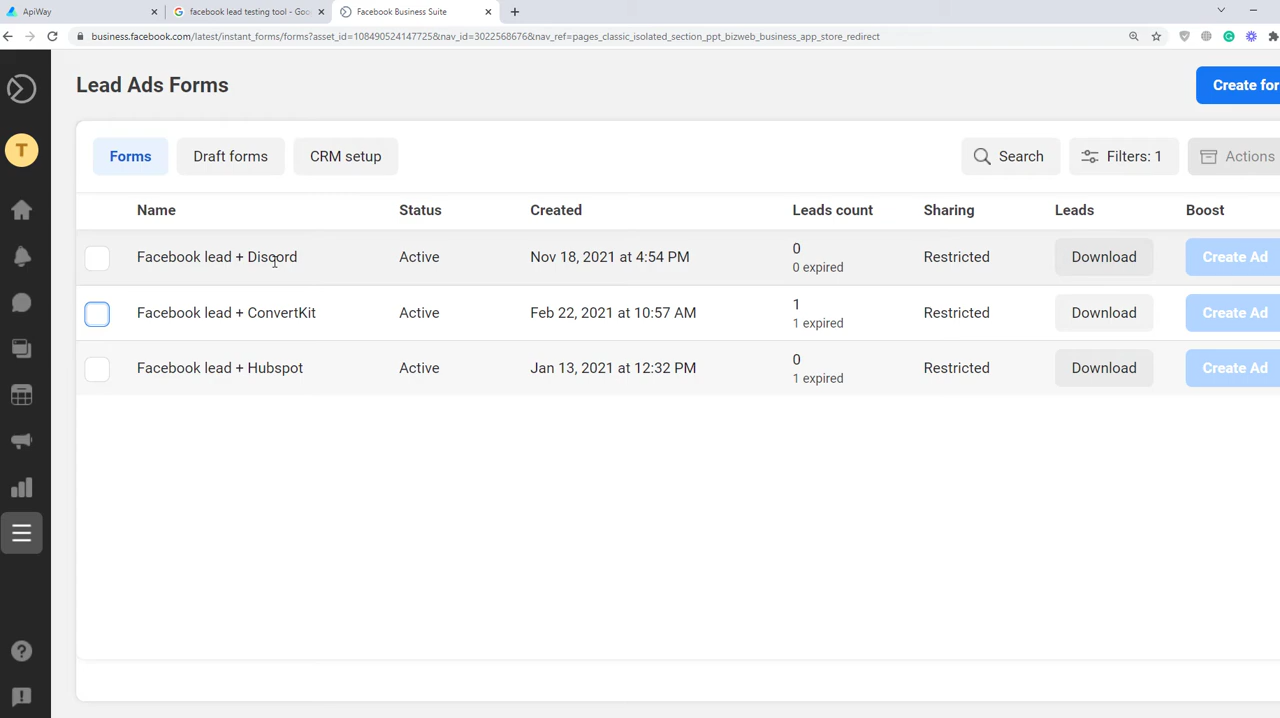 ApiWay
facebook lead testing tool - Goo
Facebook Business Suite
business.facebook.com/latest/instant_forms/forms?asset_id=108490524147725&nav_id=3022568676&nav_ref=pages_classic_isolated_section_ppt_bizweb_business_app_store_redirect
Lead Ads Forms
Create for
T
Forms
Draft forms
CRM setup
Search
Filters: 1
Actions
Name
Status
Created
Leads count
Sharing
Leads
Boost
Facebook lead + Discord
Active
Nov 18, 2021 at 4:54 PM
0
0 expired
Restricted
Download
Create Ad
Facebook lead + ConvertKit
Active
Feb 22, 2021 at 10:57 AM
1
1 expired
Restricted
Download
Create Ad
Facebook lead + Hubspot
Active
Jan 13, 2021 at 12:32 PM
0
1 expired
Restricted
Download
Create Ad